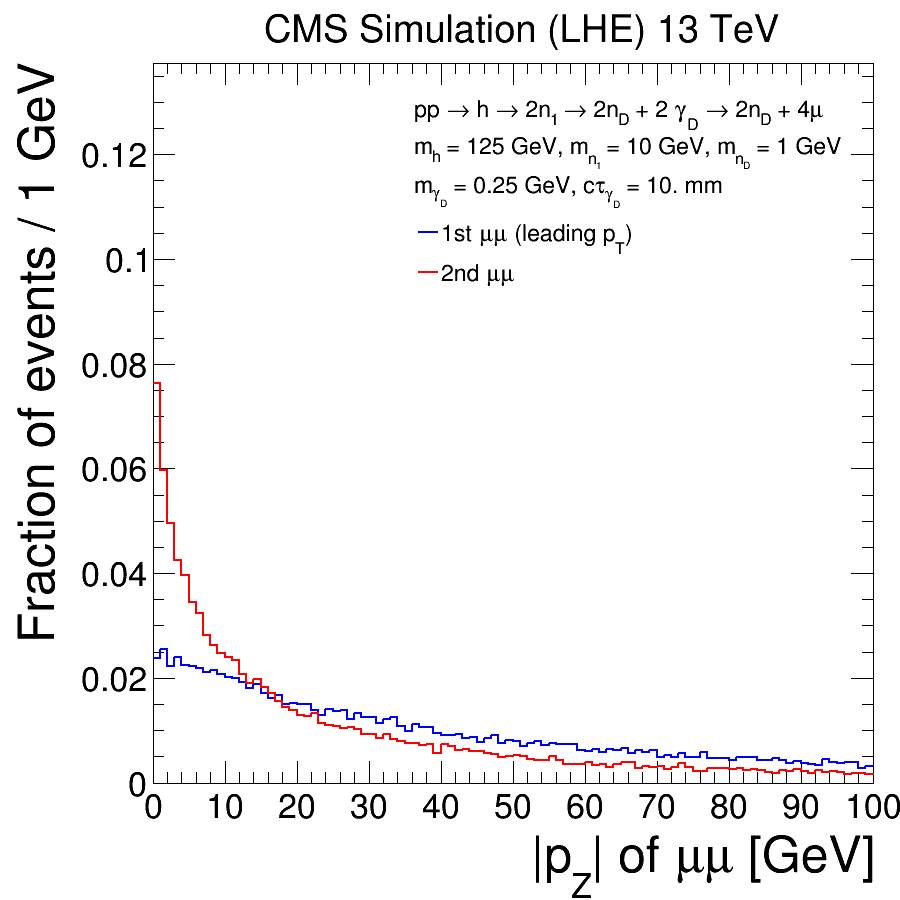 CMS Simulation (LHE) 13 TeV
Fraction of events / 1 GeV
pp → h → 2n1 → 2nD + 2 γD → 2nD + 4μ
mh = 125 GeV, mn1 = 10 GeV, mnD = 1 GeV
mγD = 0.25 GeV, cτγD = 10. mm
1st μμ (leading pT)
2nd μμ
0.12
0.1
0.08
0.06
0.04
0.02
0
0 10 20 30 40 50 60 70 80 90 100
|pZ| of μμ [GeV]